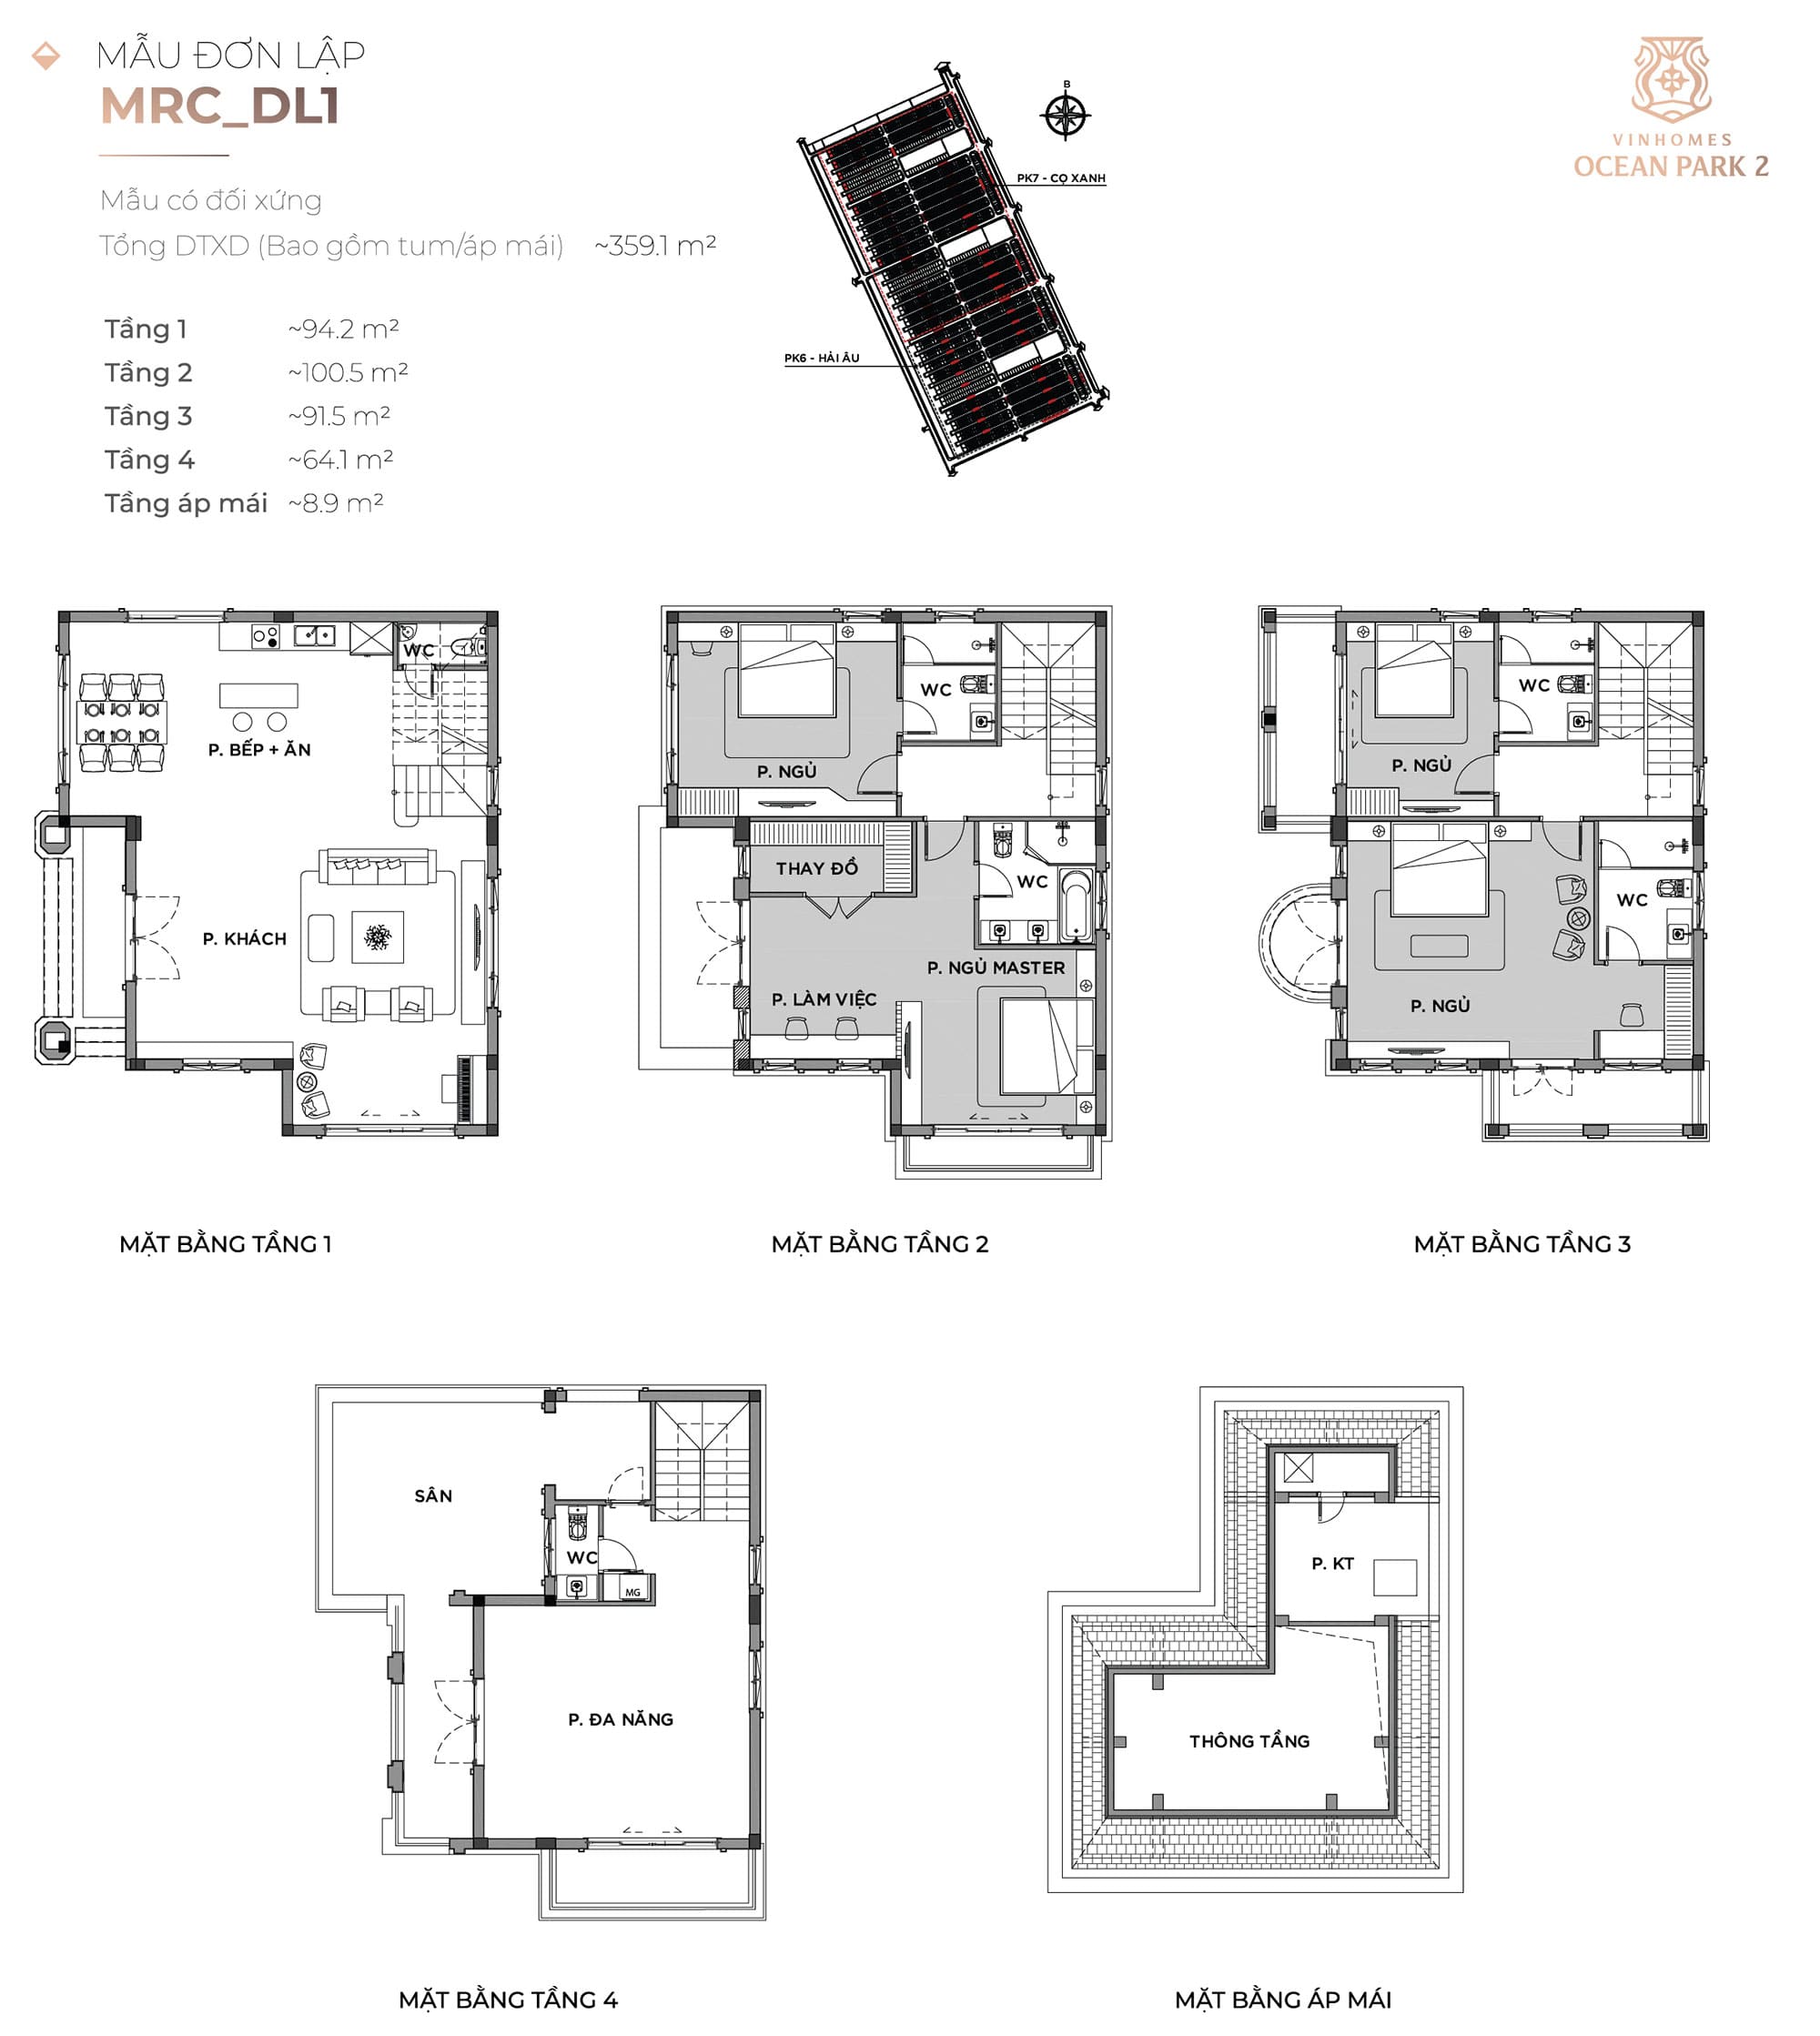 MẪU ĐƠN LẬP
MRC_DL1
Mẫu có đối xứng
Tổng DTXD (Bao gồm tum/áp mái) ~359.1 m²
Tầng 1 ~94.2 m²
Tầng 2 ~100.5 m²
Tầng 3 ~91.5 m²
Tầng 4 ~64.1 m²
Tầng áp mái ~8.9 m²
B
PK7 - CỌ XANH
PK6 - HẢI ÂU
VINHOMES
OCEAN PARK 2
WC
P. BẾP + ĂN
P. KHÁCH
MẶT BẰNG TẦNG 1
WC
P. NGỦ
THAY ĐỒ
WC
P. NGỦ MASTER
P. LÀM VIỆC
MẶT BẰNG TẦNG 2
WC
P. NGỦ
WC
P. NGỦ
MẶT BẰNG TẦNG 3
SÂN
WC
MG
P. ĐA NĂNG
MẶT BẰNG TẦNG 4
P. KT
THÔNG TẦNG
MẶT BẰNG ÁP MÁI